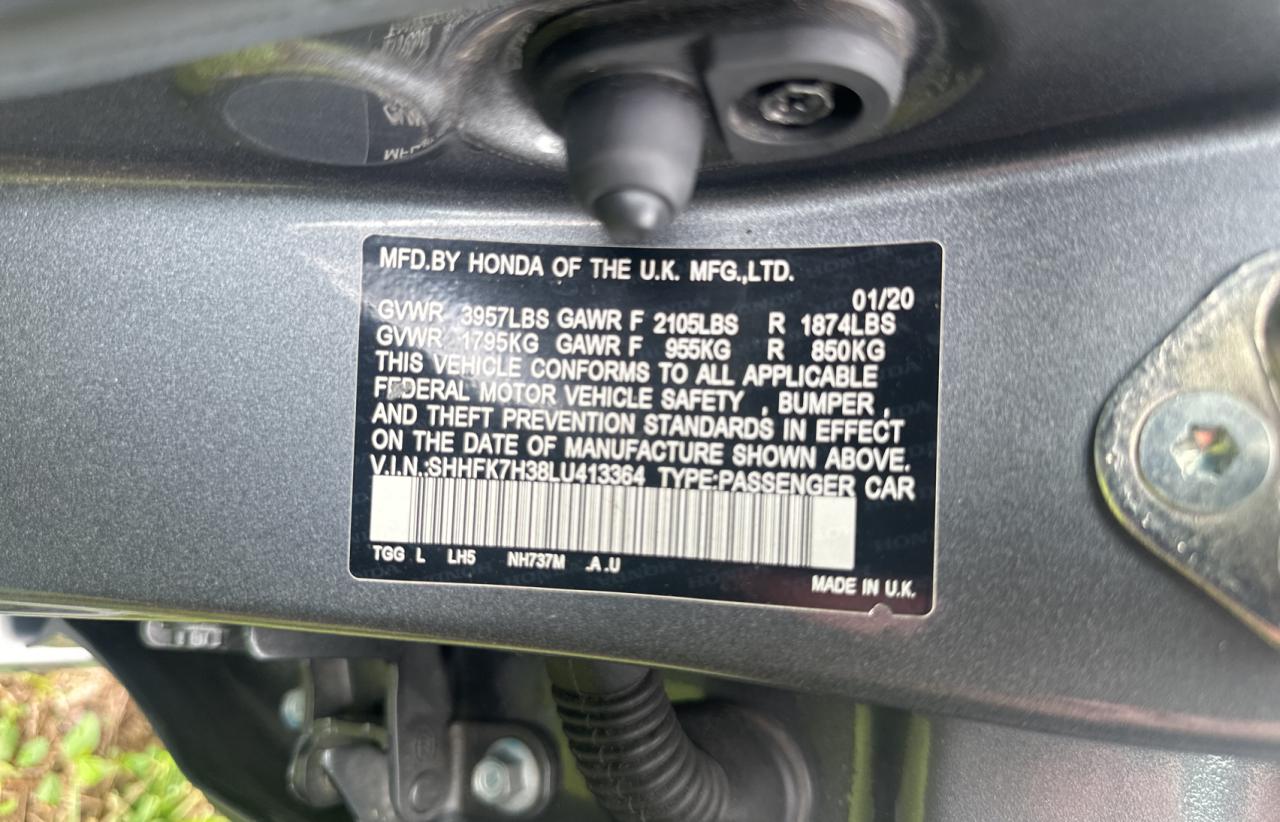 MFD.BY HONDA OF THE U.K. MFG.,LTD.
01/20
GVWR 3957LBS GAWR F 2105LBS R 1874LBS
GVWR 1795KG GAWR F 955KG R 850KG
THIS VEHICLE CONFORMS TO ALL APPLICABLE
FEDERAL MOTOR VEHICLE SAFETY , BUMPER ,
AND THEFT PREVENTION STANDARDS IN EFFECT
ON THE DATE OF MANUFACTURE SHOWN ABOVE.
V.I.N.:SHHFK7H38LU413364 TYPE:PASSENGER CAR
TGG L LH5 NH737M .A .U
MADE IN U.K.